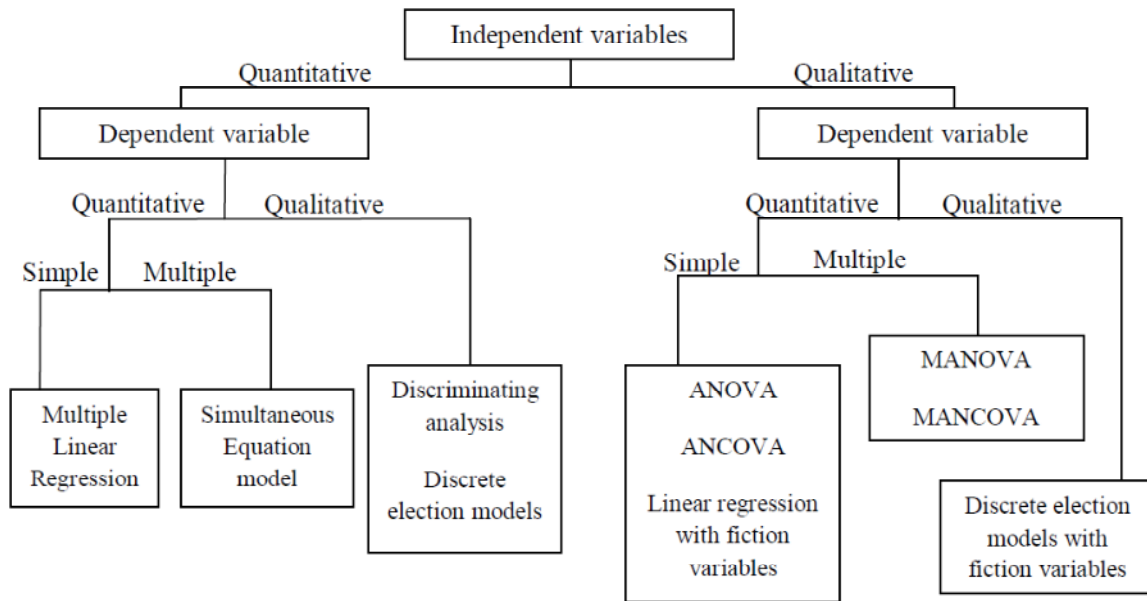 Independent variables
Quantitative
Qualitative
Dependent variable
Dependent variable
Quantitative
Qualitative
Quantitative
Qualitative
Simple
Multiple
Simple
Multiple
Multiple
Linear
Regression
Simultaneous
Equation
model
Discriminating
analysis
Discrete
election models
ANOVA
ANCOVA
Linear regression
with fiction
variables
MANOVA
MANCOVA
Discrete election
models with
fiction variables